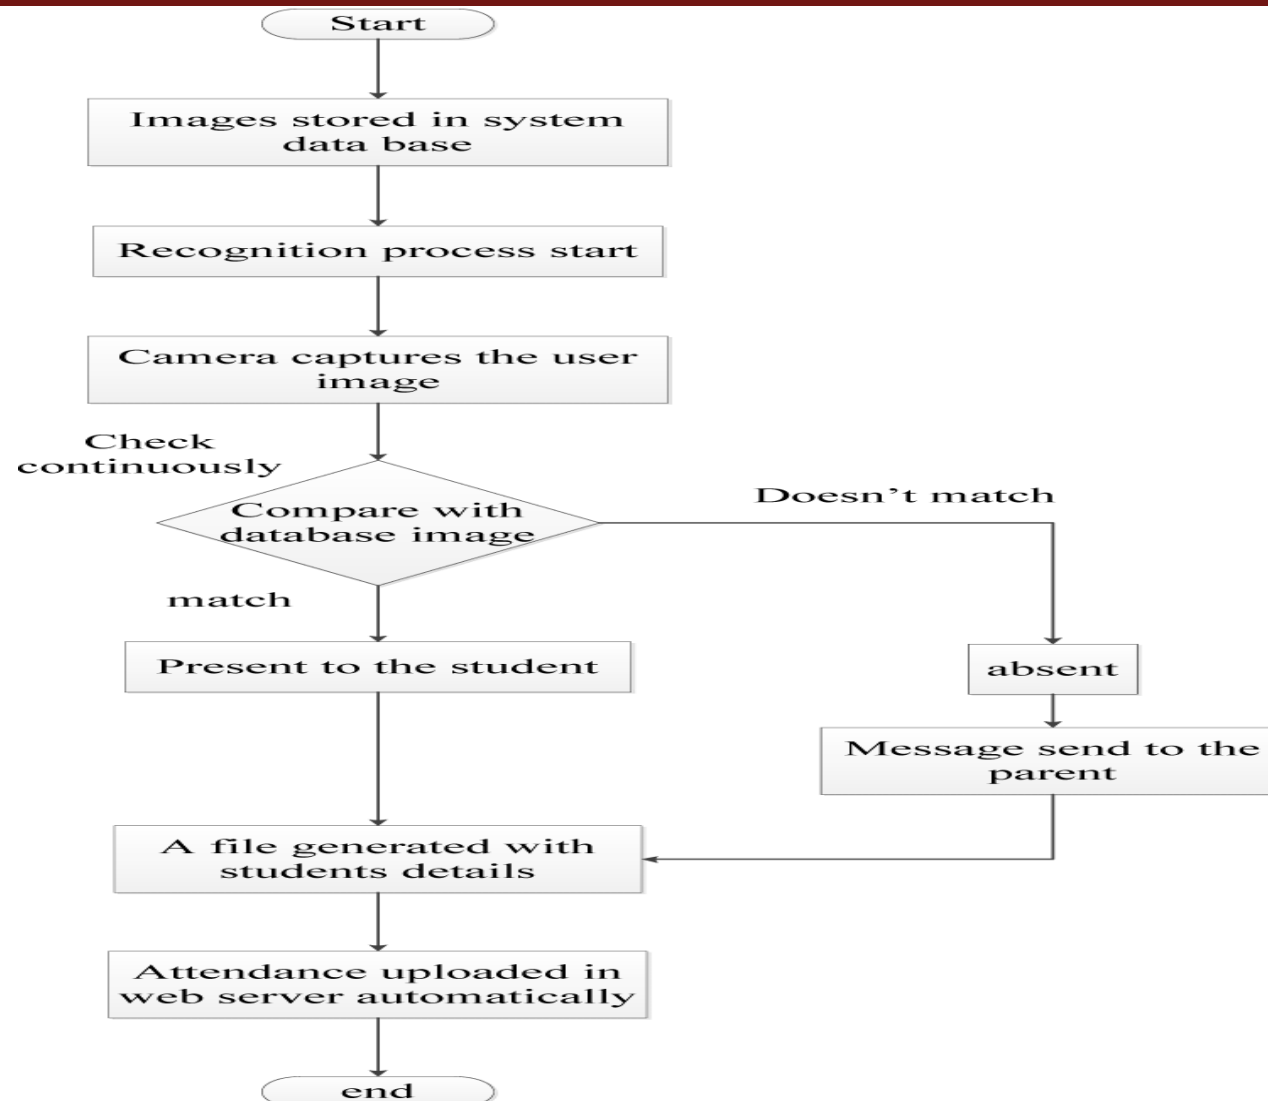 Start
Images stored in system
data base
Recognition process start
Camera captures the user
image
Check
continuously
Compare with
database image
Doesn't match
match
Present to the student
absent
Message send to the
parent
A file generated with
students details
Attendance uploaded in
web server automatically
end